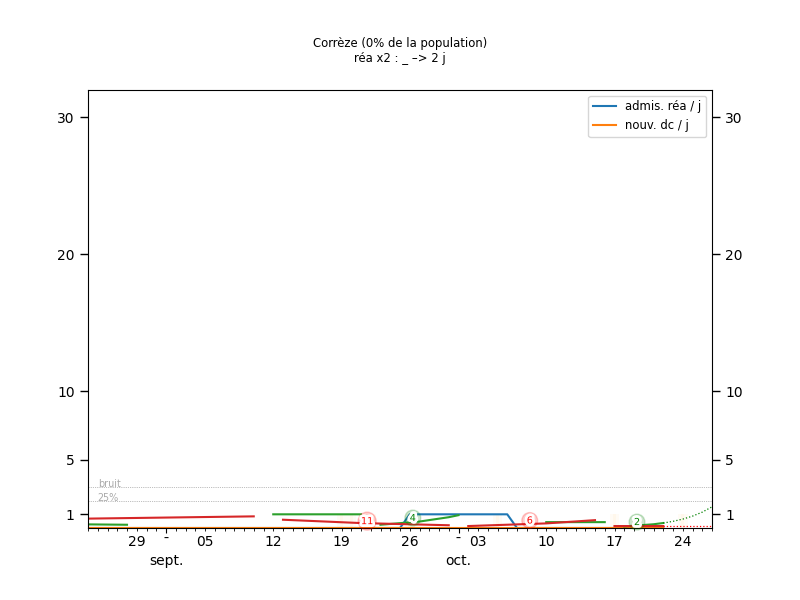 Corrèze (0% de la population)
réa x2 : _ –> 2 j
admis. réa / j
nouv. dc / j
30 30
20 20
10 10
5 5
bruit
25%
1 11 4 6 2 1
29 - 05 12 19 26 - 03 10 17 24
sept. oct.